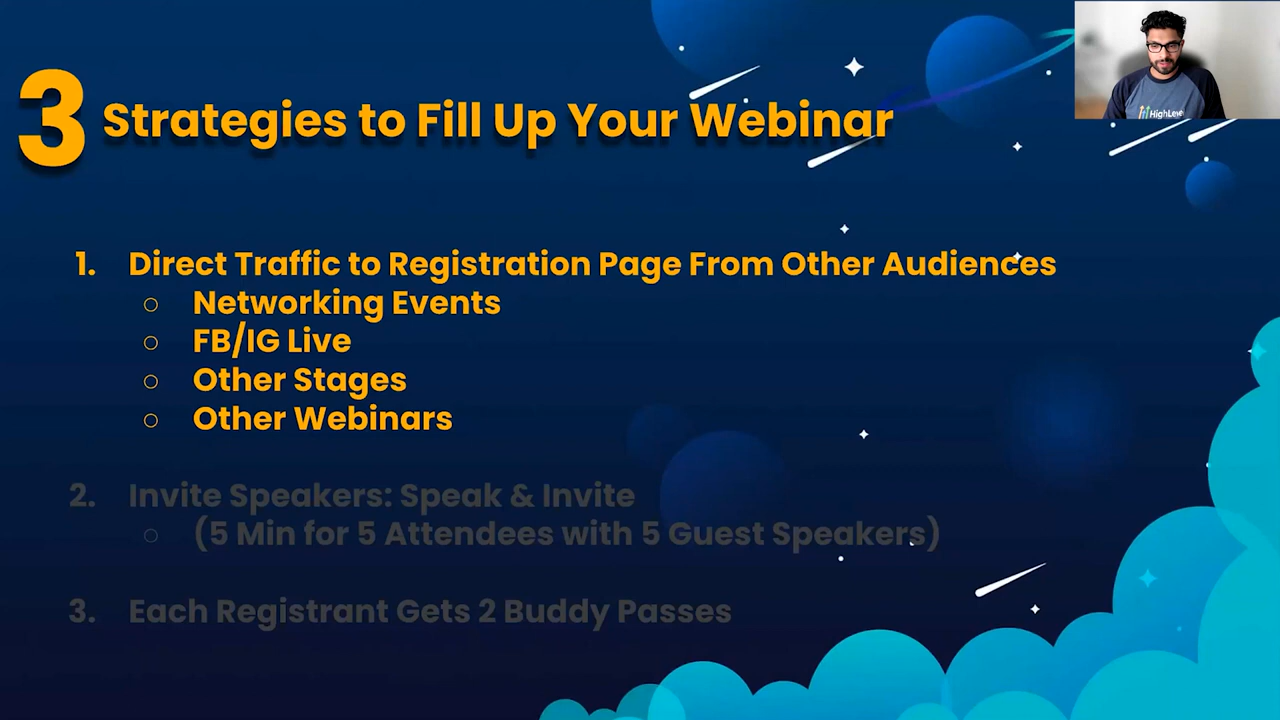 3 Strategies to Fill Up Your Webinar
HighLevel
1. Direct Traffic to Registration Page From Other Audiences
○ Networking Events
○ FB/IG Live
○ Other Stages
○ Other Webinars
2. Invite Speakers: Speak & Invite
○ (5 Min for 5 Attendees with 5 Guest Speakers)
3. Each Registrant Gets 2 Buddy Passes